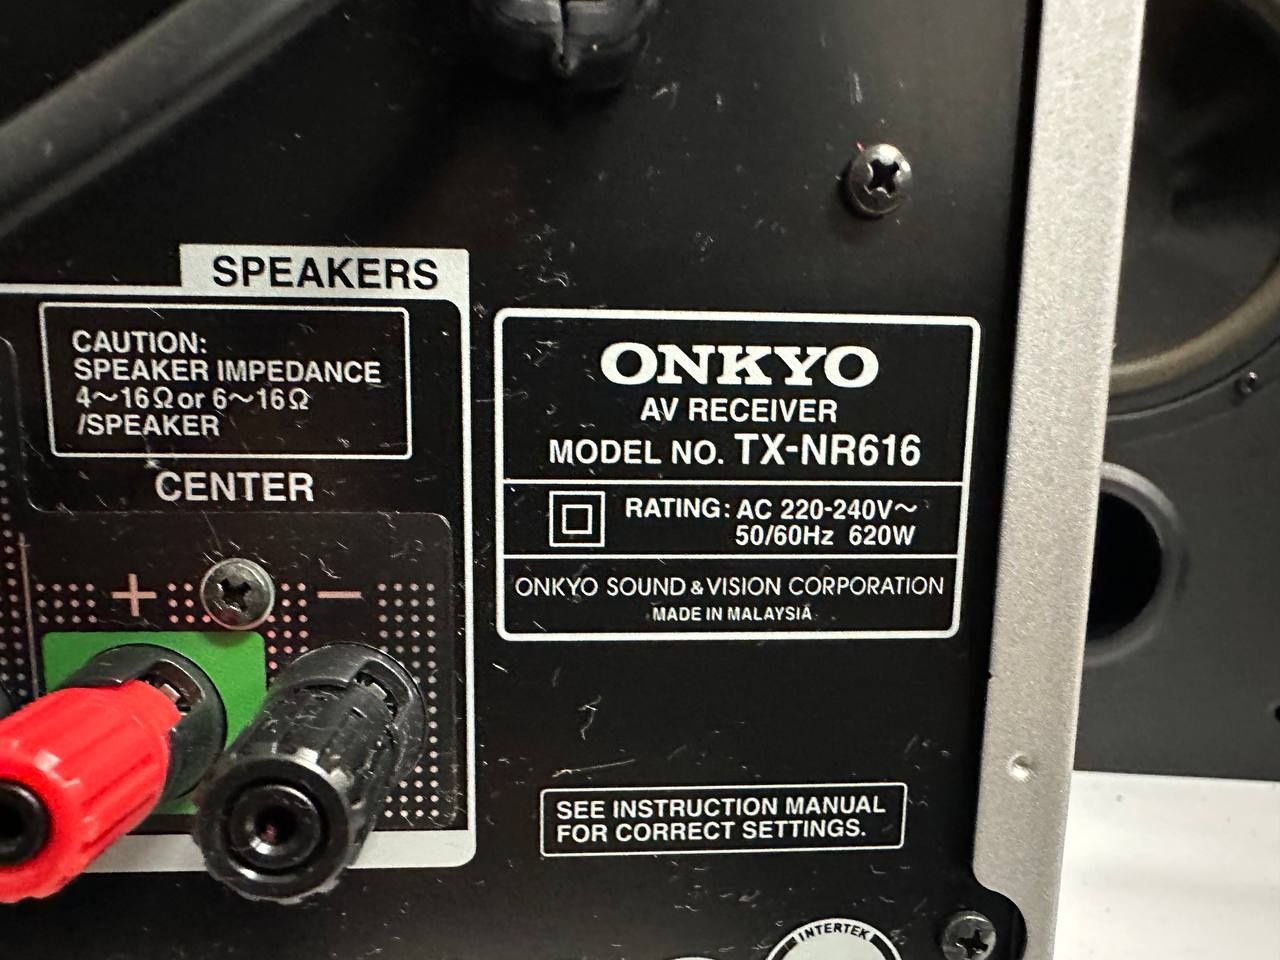 SPEAKERS
CAUTION:
SPEAKER IMPEDANCE
4～16Ω or 6～16Ω
/SPEAKER
CENTER
+ −
ONKYO
AV RECEIVER
MODEL NO. TX-NR616
RATING: AC 220-240V～
50/60Hz 620W
ONKYO SOUND & VISION CORPORATION
MADE IN MALAYSIA
SEE INSTRUCTION MANUAL
FOR CORRECT SETTINGS.
INTERTEK